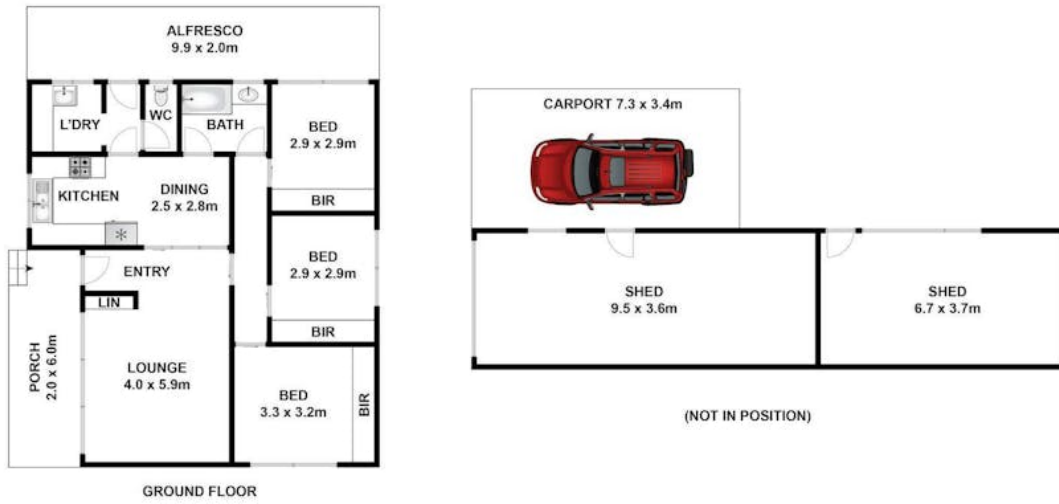 ALFRESCO
9.9 x 2.0m
L'DRY
WC
BATH
BED
2.9 x 2.9m
BIR
KITCHEN
DINING
2.5 x 2.8m
ENTRY
LIN
BED
2.9 x 2.9m
BIR
PORCH
2.0 x 6.0m
LOUNGE
4.0 x 5.9m
BED
3.3 x 3.2m
BIR
GROUND FLOOR
CARPORT 7.3 x 3.4m
SHED
9.5 x 3.6m
SHED
6.7 x 3.7m
(NOT IN POSITION)